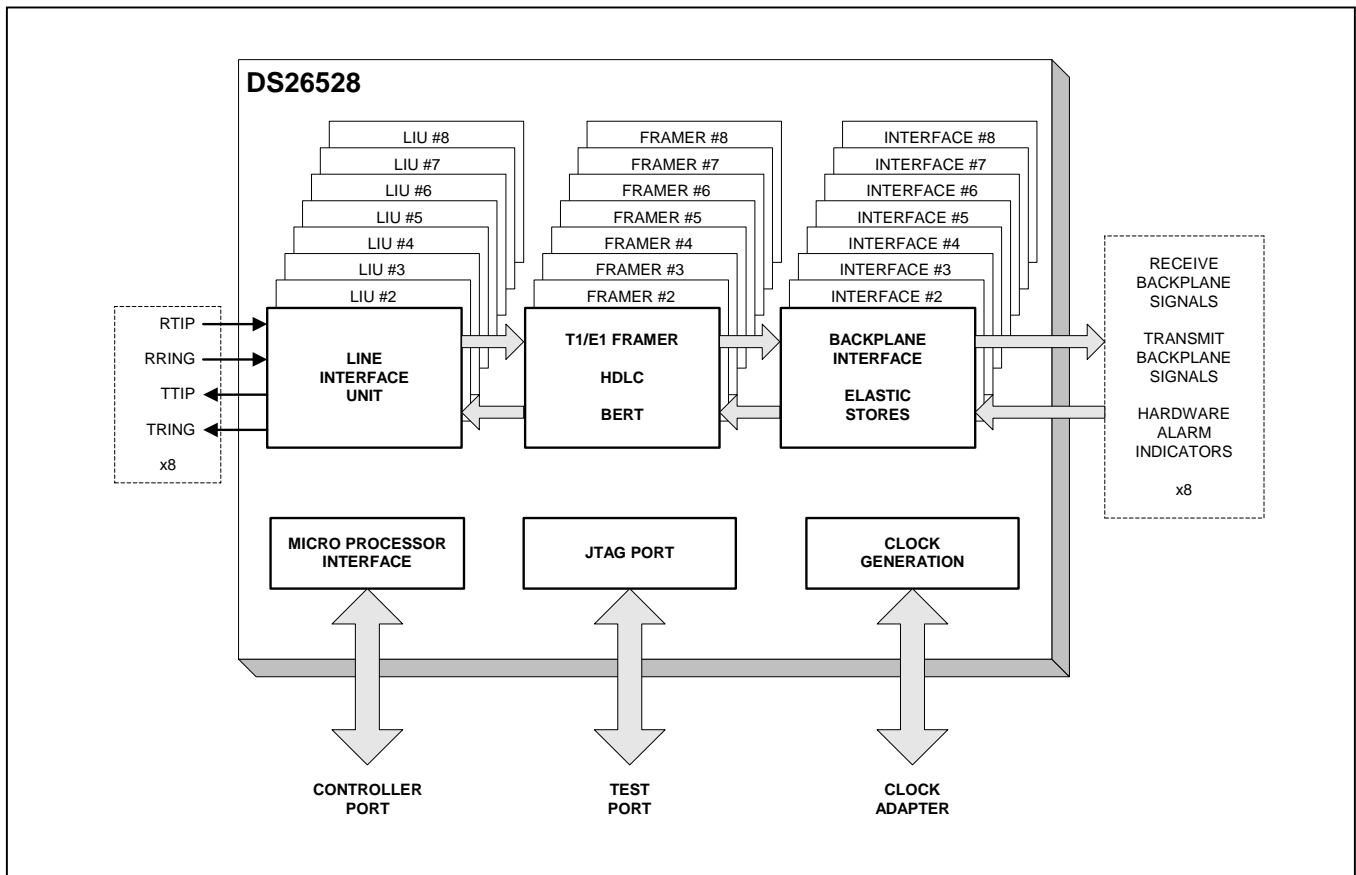 DS26528
LIU #8
LIU #7
LIU #6
LIU #5
LIU #4
LIU #3
LIU #2
LINE
INTERFACE
UNIT
FRAMER #8
FRAMER #7
FRAMER #6
FRAMER #5
FRAMER #4
FRAMER #3
FRAMER #2
T1/E1 FRAMER
HDLC
BERT
INTERFACE #8
INTERFACE #7
INTERFACE #6
INTERFACE #5
INTERFACE #4
INTERFACE #3
INTERFACE #2
BACKPLANE
INTERFACE
ELASTIC
STORES
RTIP
RRING
TTIP
TRING
x8
RECEIVE
BACKPLANE
SIGNALS
TRANSMIT
BACKPLANE
SIGNALS
HARDWARE
ALARM
INDICATORS
x8
MICRO PROCESSOR
INTERFACE
JTAG PORT
CLOCK
GENERATION
CONTROLLER
PORT
TEST
PORT
CLOCK
ADAPTER